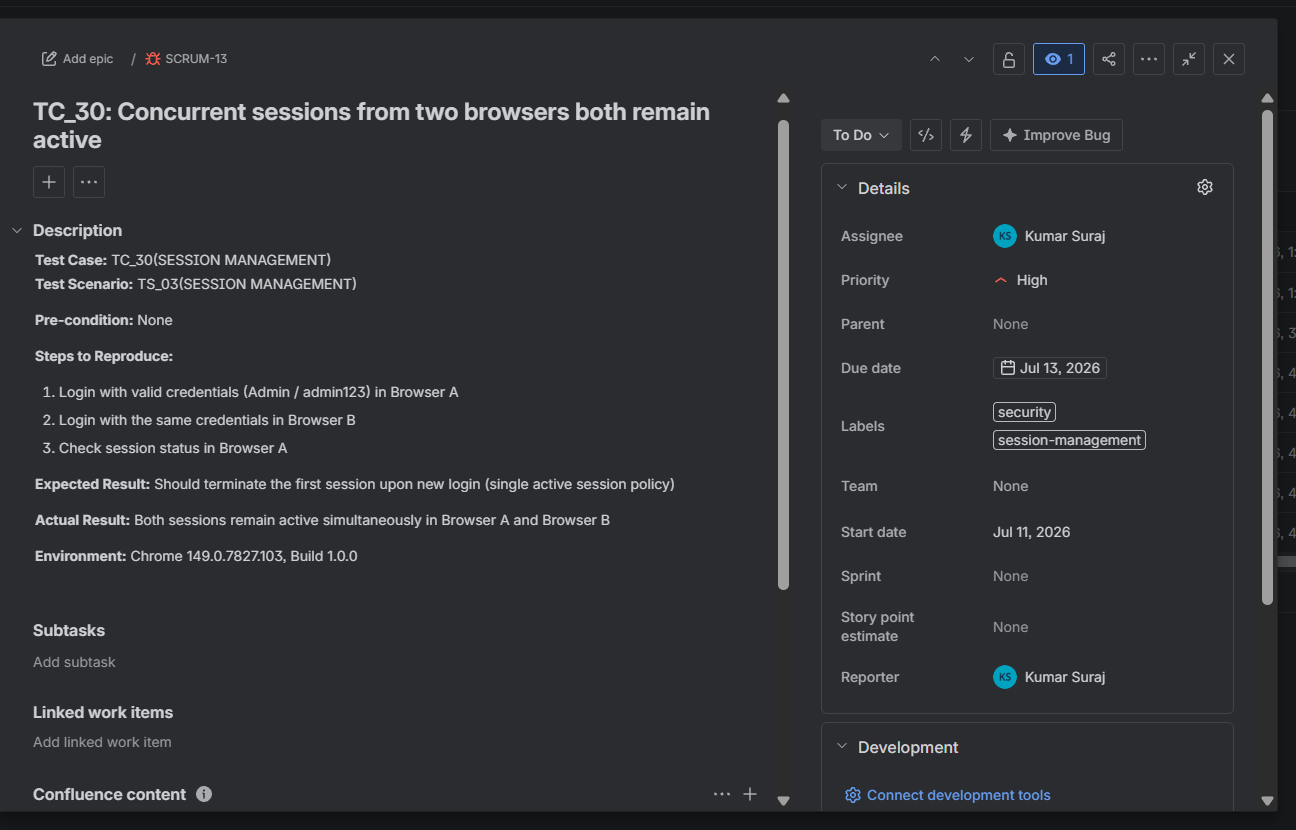 Add epic / SCRUM-13
1
TC_30: Concurrent sessions from two browsers both remain
active
Description
Test Case: TC_30(SESSION MANAGEMENT)
Test Scenario: TS_03(SESSION MANAGEMENT)
Pre-condition: None
Steps to Reproduce:
1. Login with valid credentials (Admin / admin123) in Browser A
2. Login with the same credentials in Browser B
3. Check session status in Browser A
Expected Result: Should terminate the first session upon new login (single active session policy)
Actual Result: Both sessions remain active simultaneously in Browser A and Browser B
Environment: Chrome 149.0.7827.103, Build 1.0.0
Subtasks
Add subtask
Linked work items
Add linked work item
Confluence content
To Do
Improve Bug
Details
Assignee KS Kumar Suraj
Priority High
Parent None
Due date Jul 13, 2026
Labels security
session-management
Team None
Start date Jul 11, 2026
Sprint None
Story point
estimate None
Reporter KS Kumar Suraj
Development
Connect development tools